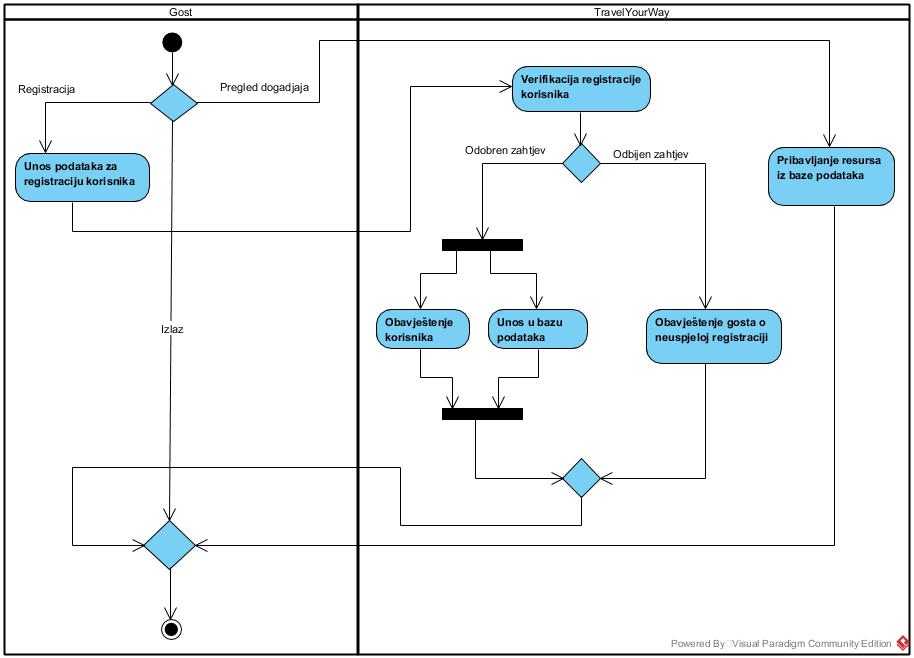 Gost
TravelYourWay
Registracija
Pregled dogadjaja
Verifikacija registracije
korisnika
Odobren zahtjev
Odbijen zahtjev
Unos podataka za
registraciju korisnika
Pribavljanje resursa
iz baze podataka
Izlaz
Obavještenje
korisnika
Unos u bazu
podataka
Obavještenje gosta o
neuspjeloj registraciji
Powered By Visual Paradigm Community Edition